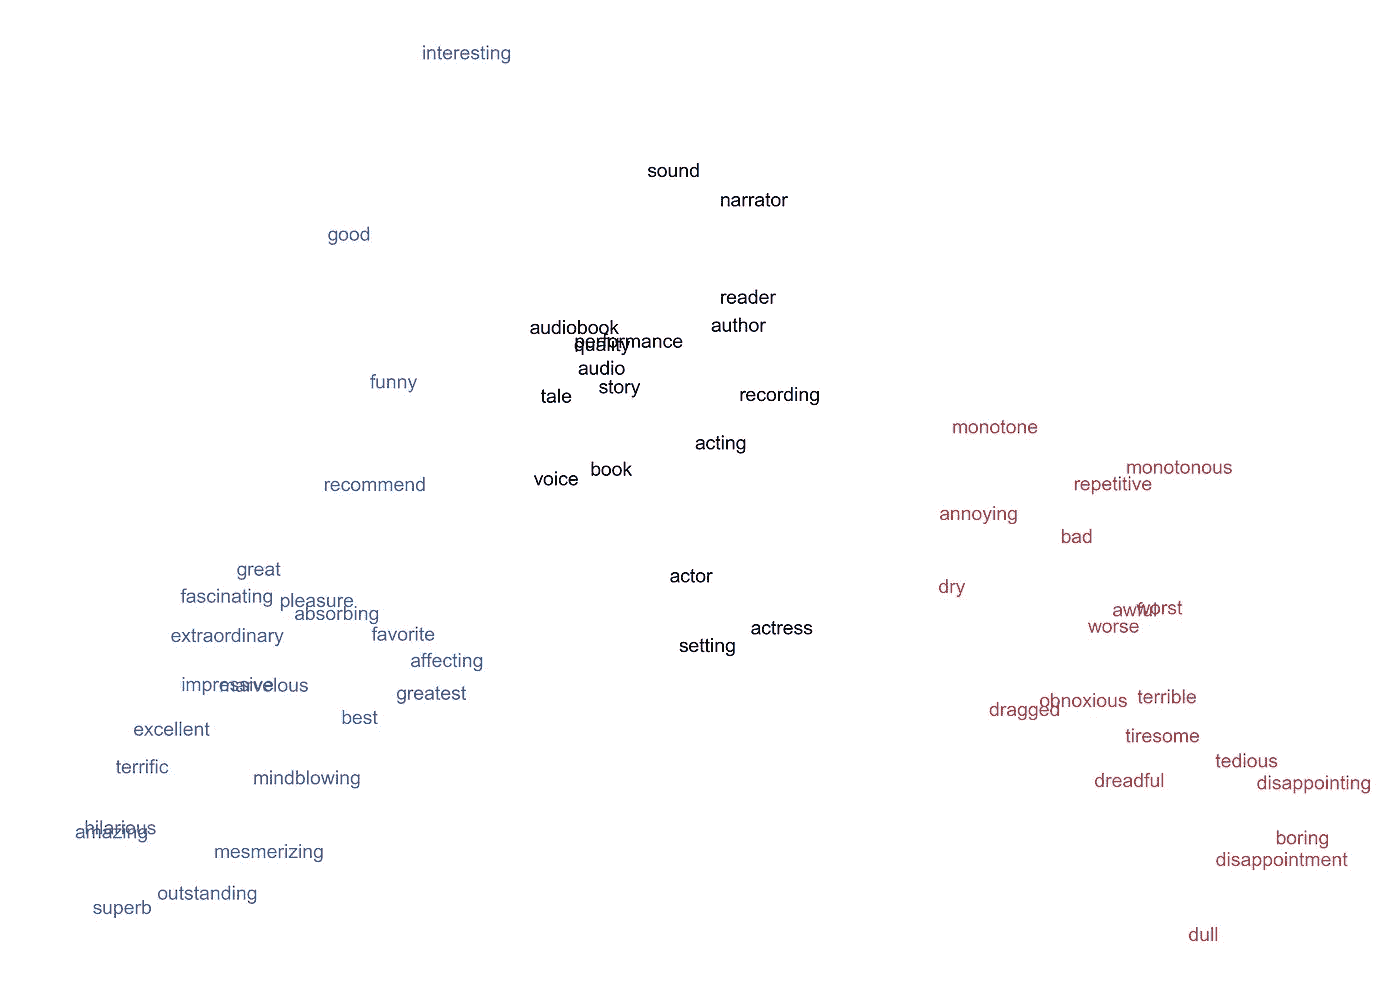 interesting
sound
narrator
good
reader
author
audiobook
performance
quality
audio
funny
story
tale
recording
monotone
acting
monotonous
book
voice
repetitive
recommend
annoying
bad
great
actor
dry
fascinating
pleasure
absorbing
awful
worst
worse
actress
extraordinary
favorite
setting
affecting
impressive
marvelous
greatest
terrible
obnoxious
dragged
best
excellent
tiresome
tedious
terrific
mindblowing
dreadful
disappointing
hilarious
amazing
boring
mesmerizing
disappointment
outstanding
superb
dull